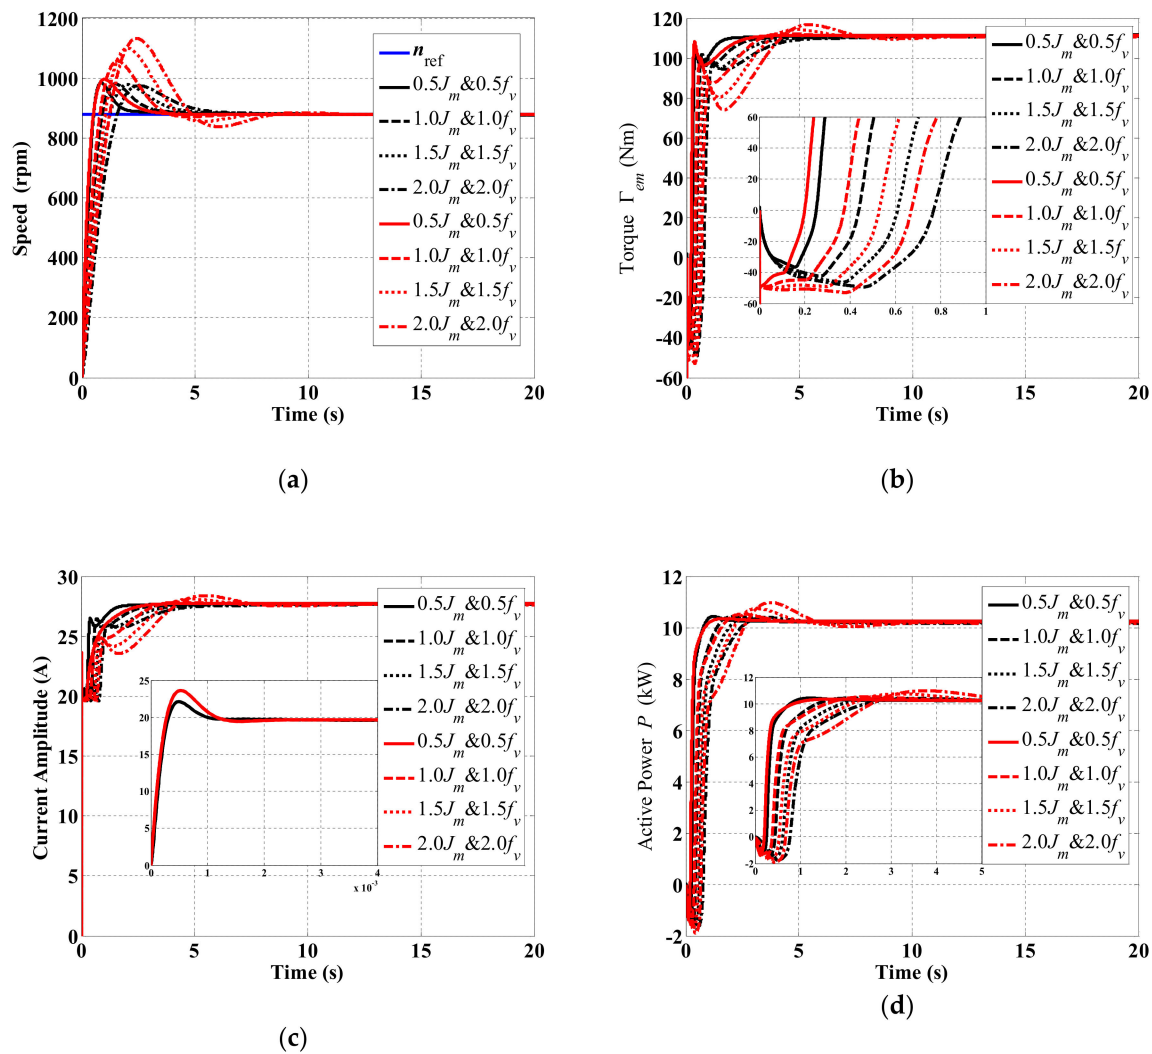 1200
1000
800
600
400
200
0
0
5
10
15
20
Speed (rpm)
Time (s)
n_ref
0.5J_m&0.5f_v
1.0J_m&1.0f_v
1.5J_m&1.5f_v
2.0J_m&2.0f_v
0.5J_m&0.5f_v
1.0J_m&1.0f_v
1.5J_m&1.5f_v
2.0J_m&2.0f_v
(a)
120
100
80
60
40
20
0
-20
-40
-60
0
5
10
15
20
Torque Γ_em (Nm)
Time (s)
0.5J_m&0.5f_v
1.0J_m&1.0f_v
1.5J_m&1.5f_v
2.0J_m&2.0f_v
0.5J_m&0.5f_v
1.0J_m&1.0f_v
1.5J_m&1.5f_v
2.0J_m&2.0f_v
60
40
20
0
-20
-40
-60
0
0.2
0.4
0.6
0.8
1
(b)
30
25
20
15
10
5
0
0
5
10
15
20
Current Amplitude (A)
Time (s)
0.5J_m&0.5f_v
1.0J_m&1.0f_v
1.5J_m&1.5f_v
2.0J_m&2.0f_v
0.5J_m&0.5f_v
1.0J_m&1.0f_v
1.5J_m&1.5f_v
2.0J_m&2.0f_v
25
20
15
10
5
0
0
1
2
3
4
x 10⁻³
(c)
12
10
8
6
4
2
0
-2
0
5
10
15
20
Active Power P (kW)
Time (s)
0.5J_m&0.5f_v
1.0J_m&1.0f_v
1.5J_m&1.5f_v
2.0J_m&2.0f_v
0.5J_m&0.5f_v
1.0J_m&1.0f_v
1.5J_m&1.5f_v
2.0J_m&2.0f_v
12
10
8
6
4
2
0
-2
0
1
2
3
4
5
(d)